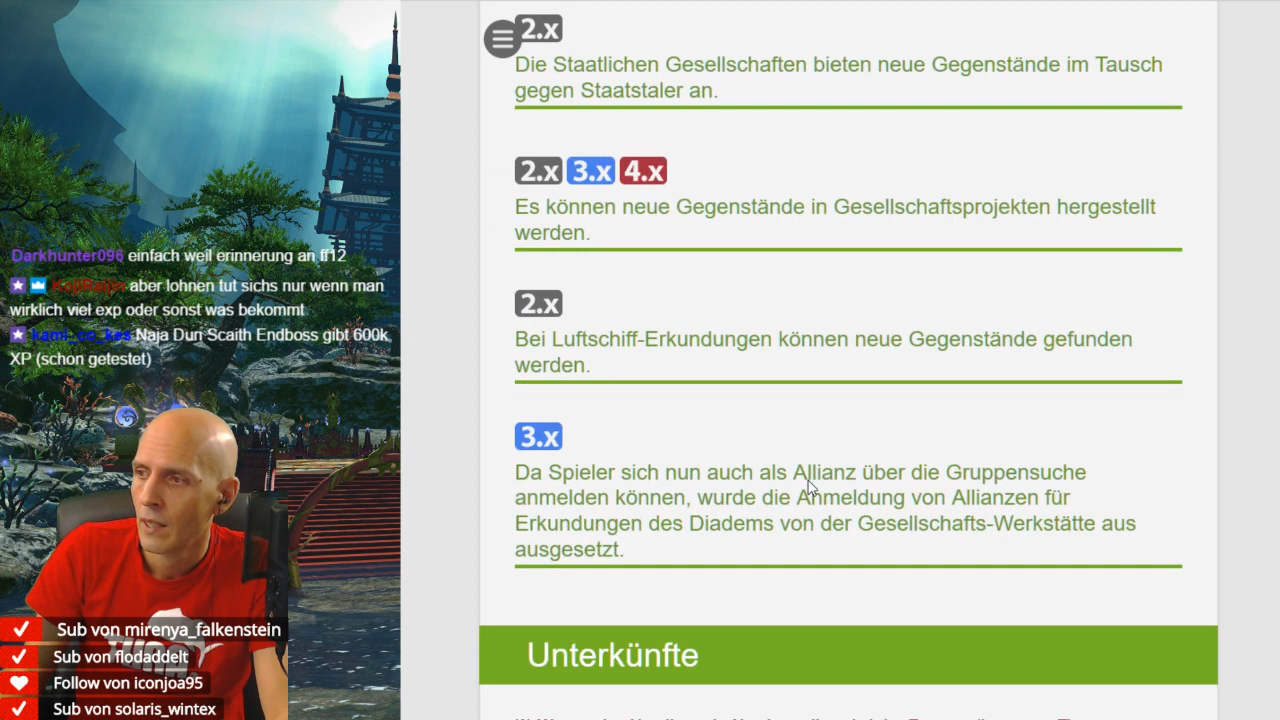 2.x
Die Staatlichen Gesellschaften bieten neue Gegenstände im Tausch
gegen Staatstaler an.
2.x 3.x 4.x
Es können neue Gegenstände in Gesellschaftsprojekten hergestellt
werden.
2.x
Bei Luftschiff-Erkundungen können neue Gegenstände gefunden
werden.
3.x
Da Spieler sich nun auch als Allianz über die Gruppensuche
anmelden können, wurde die Anmeldung von Allianzen für
Erkundungen des Diadems von der Gesellschafts-Werkstätte aus
ausgesetzt.
Unterkünfte
Darkhunter096 einfach weil erinnerung an ff12
aber lohnen tut sichs nur wenn man
wirklich viel exp oder sonst was bekommt
Naja Dun Scaith Endboss gibt 600k
XP (schon getestet)
Sub von mirenya_falkenstein
Sub von flodaddelt
Follow von iconjoa95
Sub von solaris_wintex